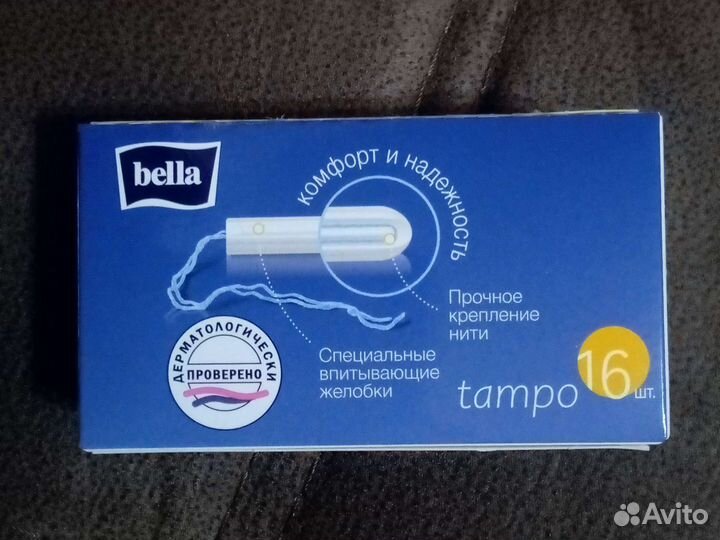 bella
комфорт и надежность
Прочное
крепление
нити
Специальные
впитывающие
желобки
ДЕРМАТОЛОГИЧЕСКИ
ПРОВЕРЕНО
tampo
16
шт.
Avito